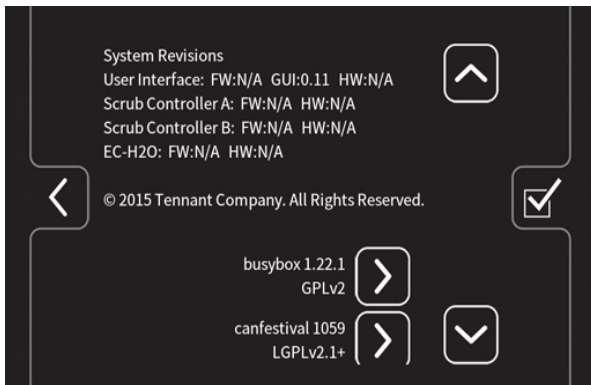 System Revisions
User Interface: FW:N/A GUI:0.11 HW:N/A
Scrub Controller A: FW:N/A HW:N/A
Scrub Controller B: FW:N/A HW:N/A
EC-H2O: FW:N/A HW:N/A
© 2015 Tennant Company. All Rights Reserved.
busybox 1.22.1
GPLv2
canfestival 1059
LGPLv2.1+